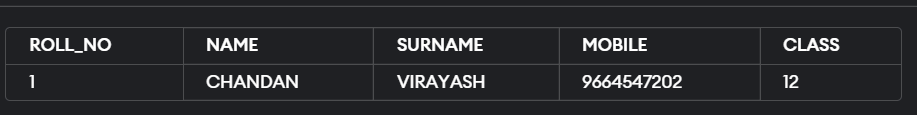 ROLL_NO NAME SURNAME MOBILE CLASS
1 CHANDAN VIRAYASH 9664547202 12